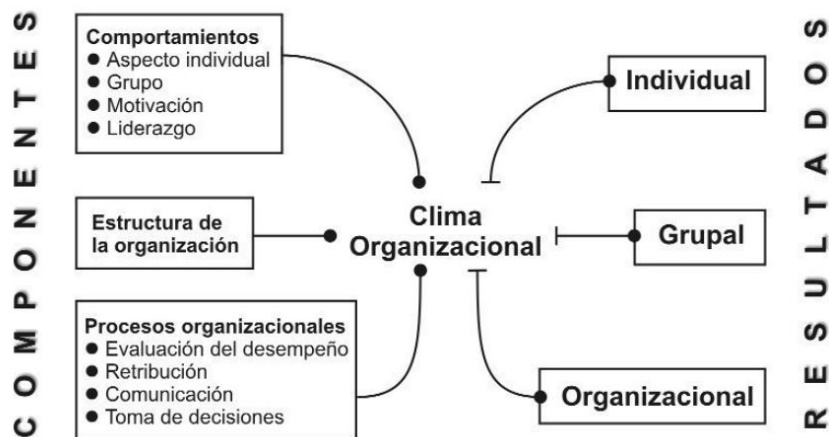 COMPONENTES
Comportamientos
● Aspecto individual
● Grupo
● Motivación
● Liderazgo
Estructura de
la organización
Procesos organizacionales
● Evaluación del desempeño
● Retribución
● Comunicación
● Toma de decisiones
Clima
Organizacional
Individual
Grupal
Organizacional
RESULTADOS